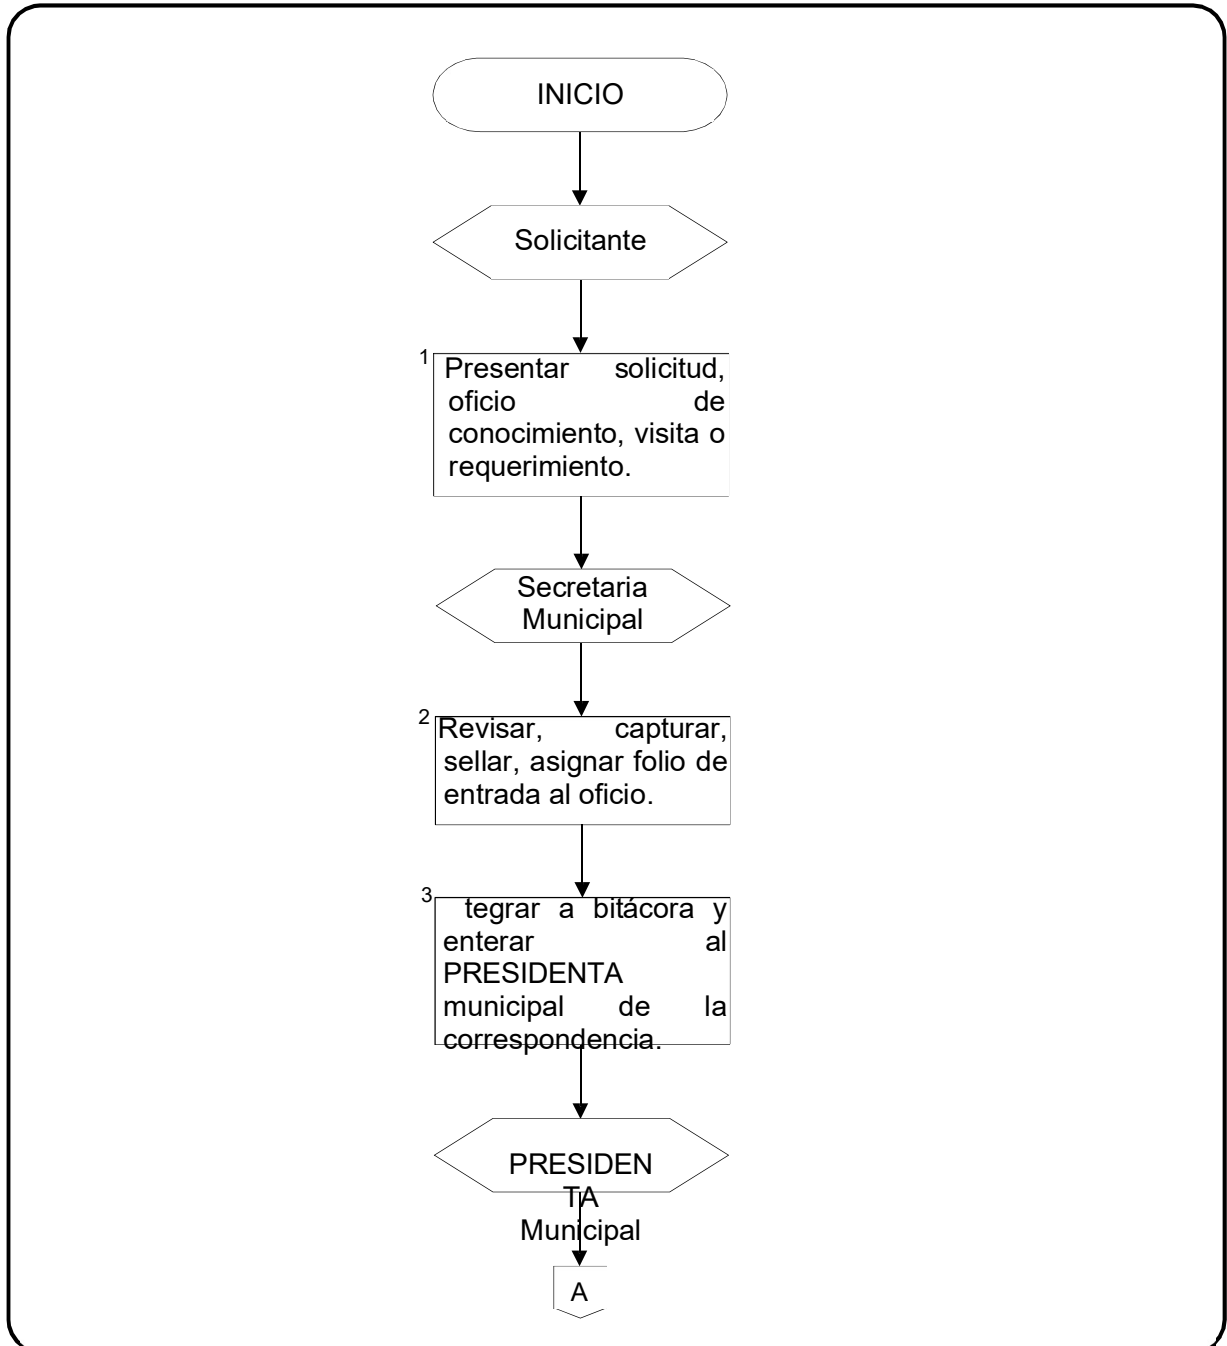 INICIO
Solicitante
1
Presentar solicitud,
oficio de
conocimiento, visita o
requerimiento.
Secretaria
Municipal
2
Revisar, capturar,
sellar, asignar folio de
entrada al oficio.
3
tegrar a bitácora y
enterar al
PRESIDENTA
municipal de la
correspondencia.
PRESIDEN
TA
Municipal
A